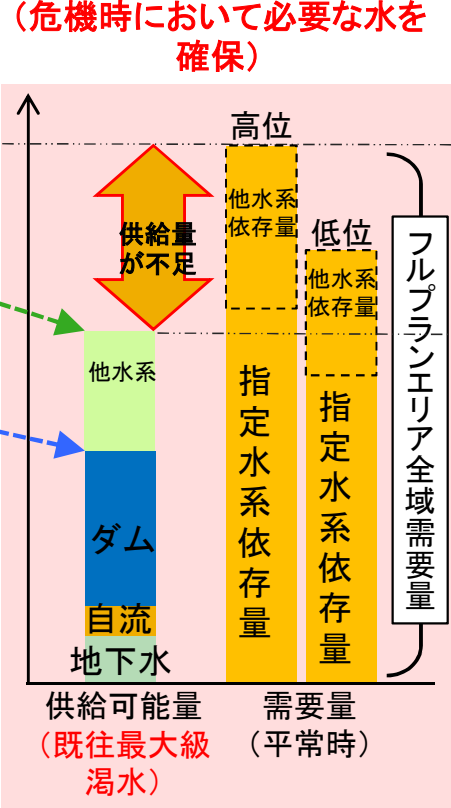 （危機時において必要な水を
確保）
高位
他水系
依存量
低位
供給量
が不足
他水系
依存量
他水系
指定水系依存量
指定水系依存量
フルプランエリア全域需要量
ダム
自流
地下水
供給可能量
（既往最大級
渇水）
需要量
（平常時）